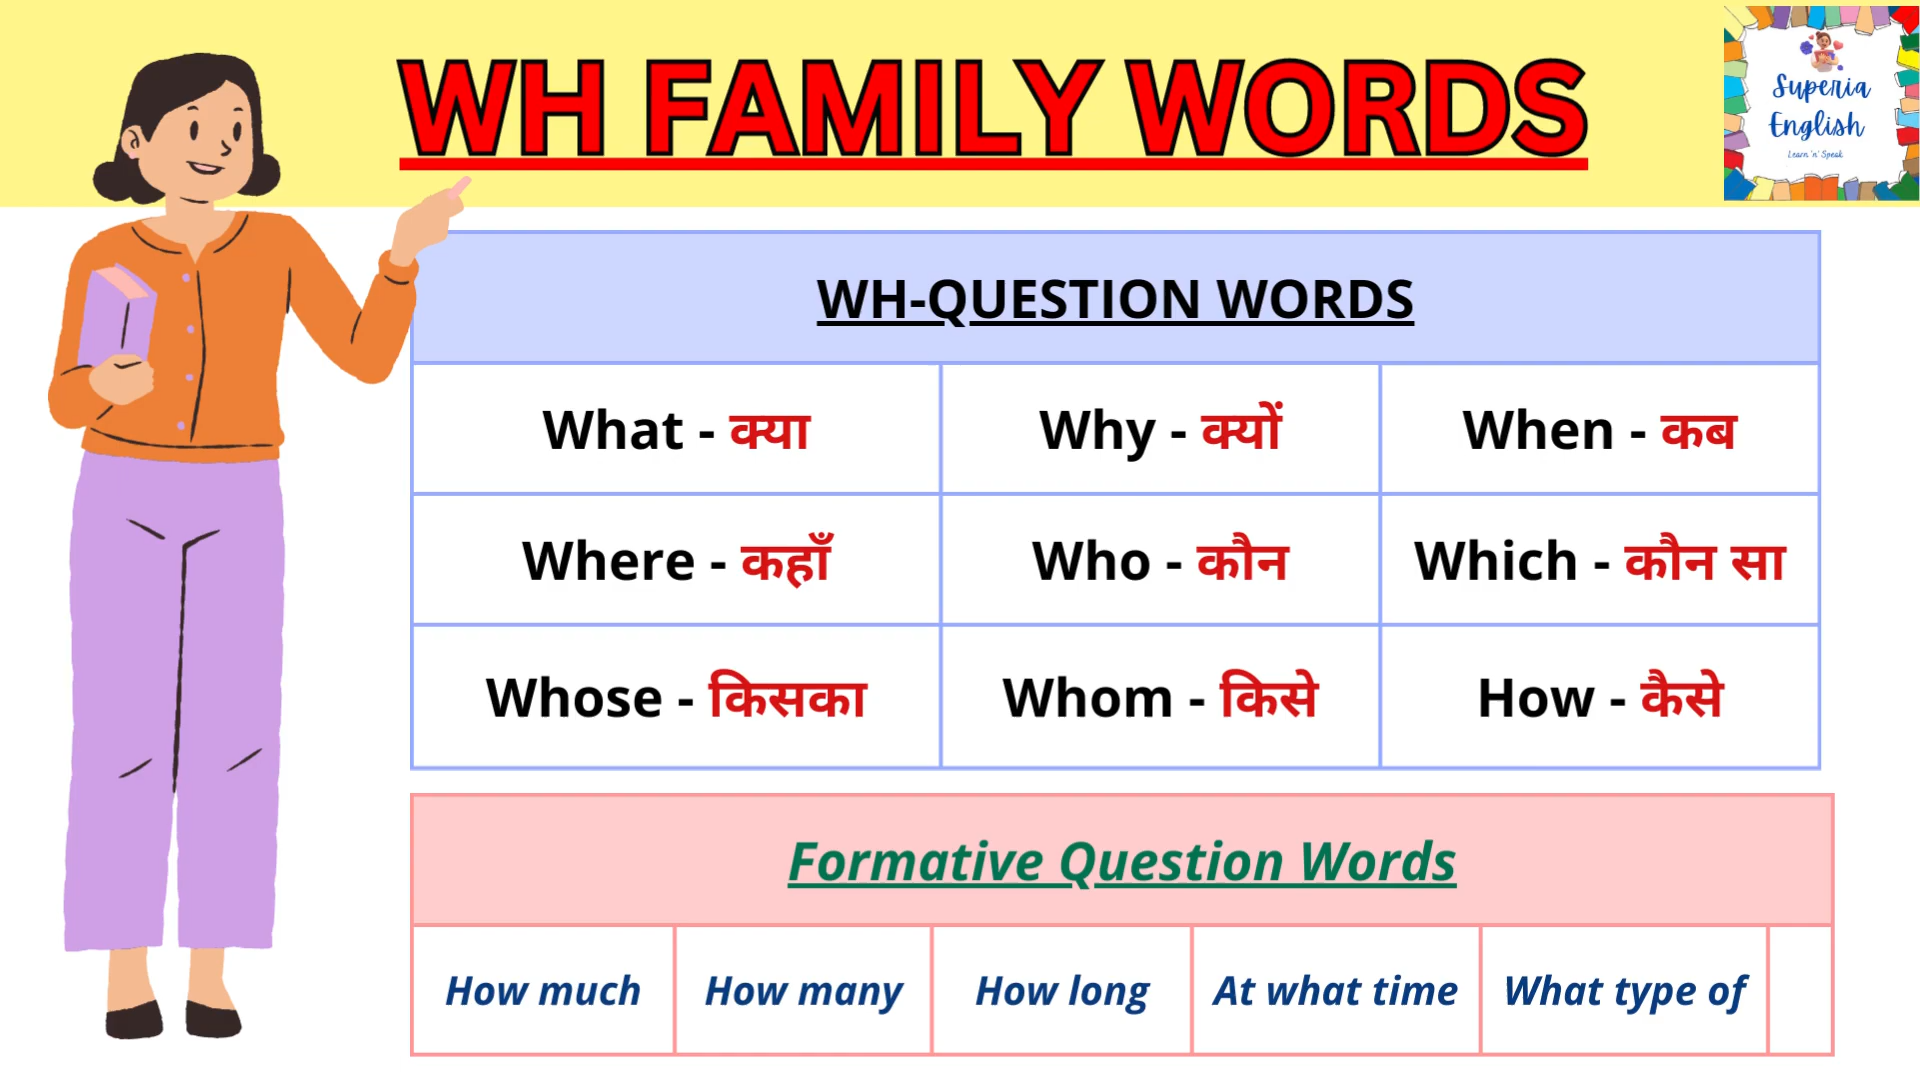 WH FAMILY WORDS
Superia
English
Learn 'n' Speak
WH-QUESTION WORDS
What - क्या
Why - क्यों
When - कब
Where - कहाँ
Who - कौन
Which - कौन सा
Whose - किसका
Whom - किसे
How - कैसे
Formative Question Words
How much
How many
How long
At what time
What type of